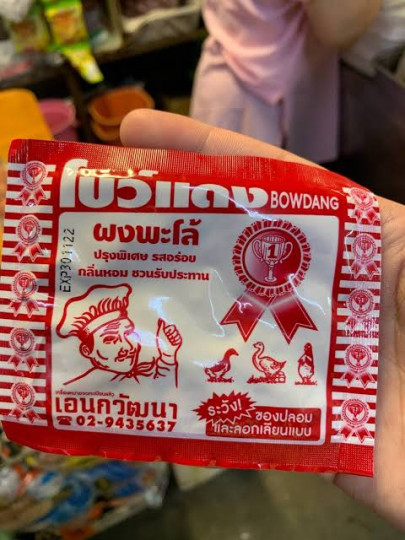 โบว์แดง BOWDANG
ผงพะโล้
ปรุงพิเศษ รสอร่อย
กลิ่นหอม ชวนรับประทาน
EXP301122
1
เอนกวัฒนา
☎ 02-9435637
ระวัง! ของปลอม
และลอกเลียนแบบ